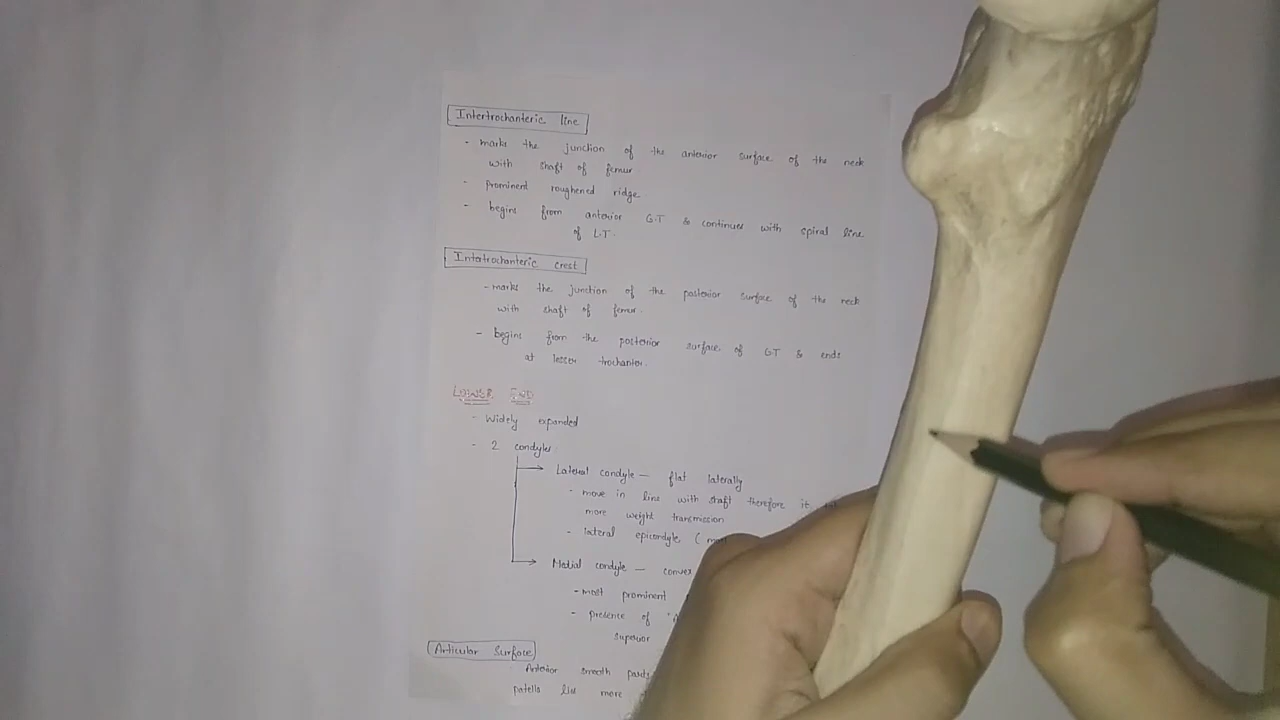 Intertrochanteric line
- marks the junction of the anterior surface of the neck
with shaft of femur
- prominent roughened ridge.
- begins from anterior G.T & continues with spiral line
of L.T.
Intertrochanteric crest
- marks the junction of the posterior surface of the neck
with shaft of femur.
- begins from the posterior surface of GT & ends
at lesser trochanter.
LOWER END
- Widely expanded
- 2 condyles
Lateral condyle — flat laterally
- move in line with shaft therefore it
more weight transmission
- lateral epicondyle (
Medial condyle — convex
- most prominent
- presence of
superior
Articular Surface
Anterior smooth parts
patella lies more